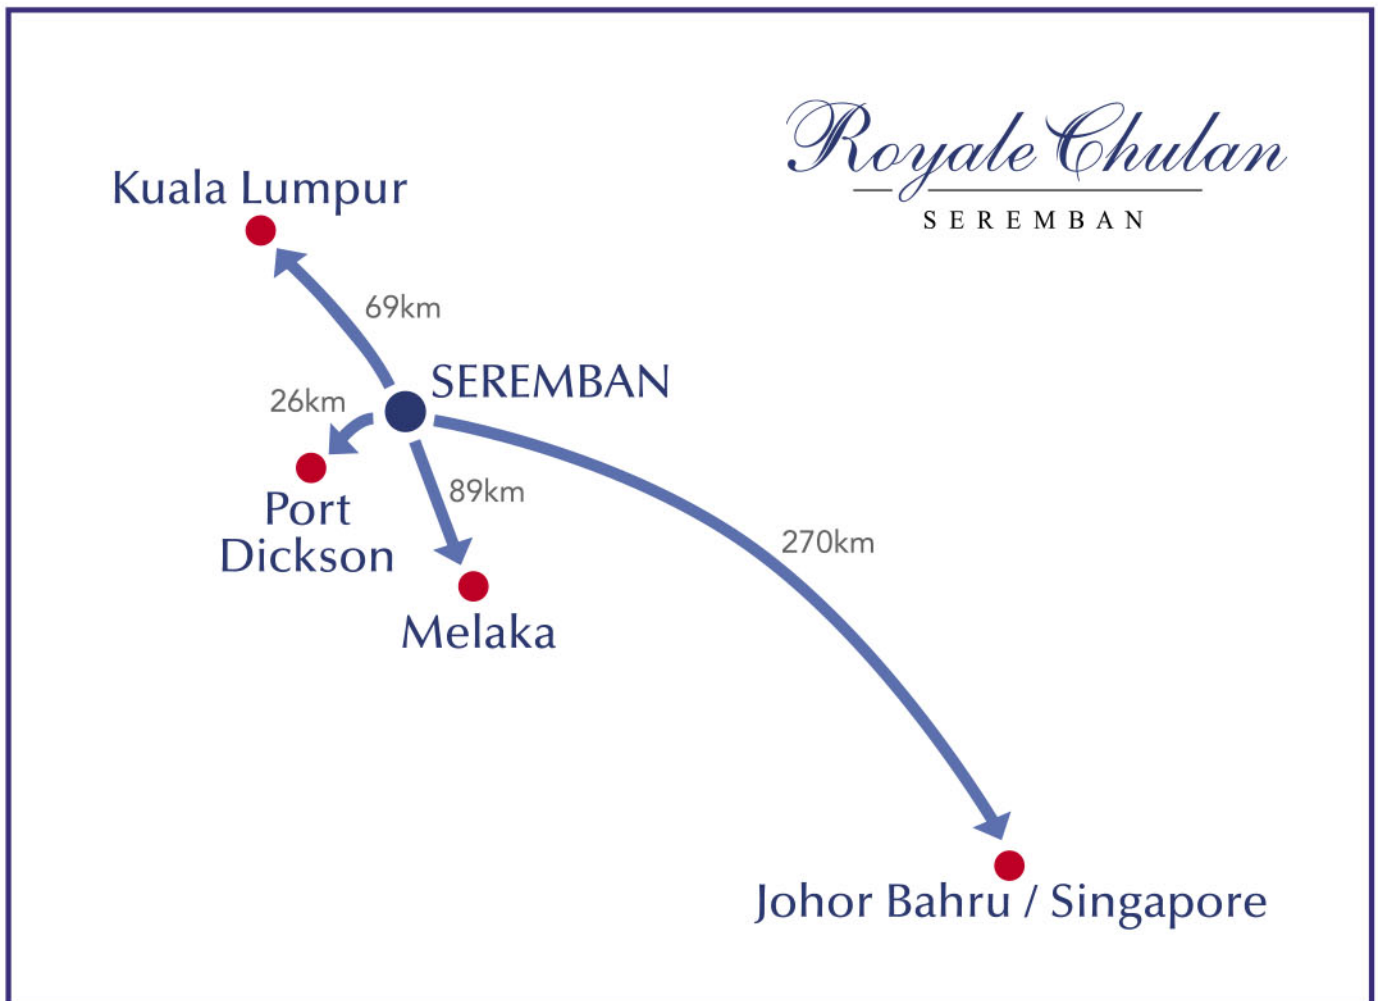 Royale Chulan
SEREMBAN
Kuala Lumpur
69km
SEREMBAN
26km
89km
Port
Dickson
270km
Melaka
Johor Bahru / Singapore